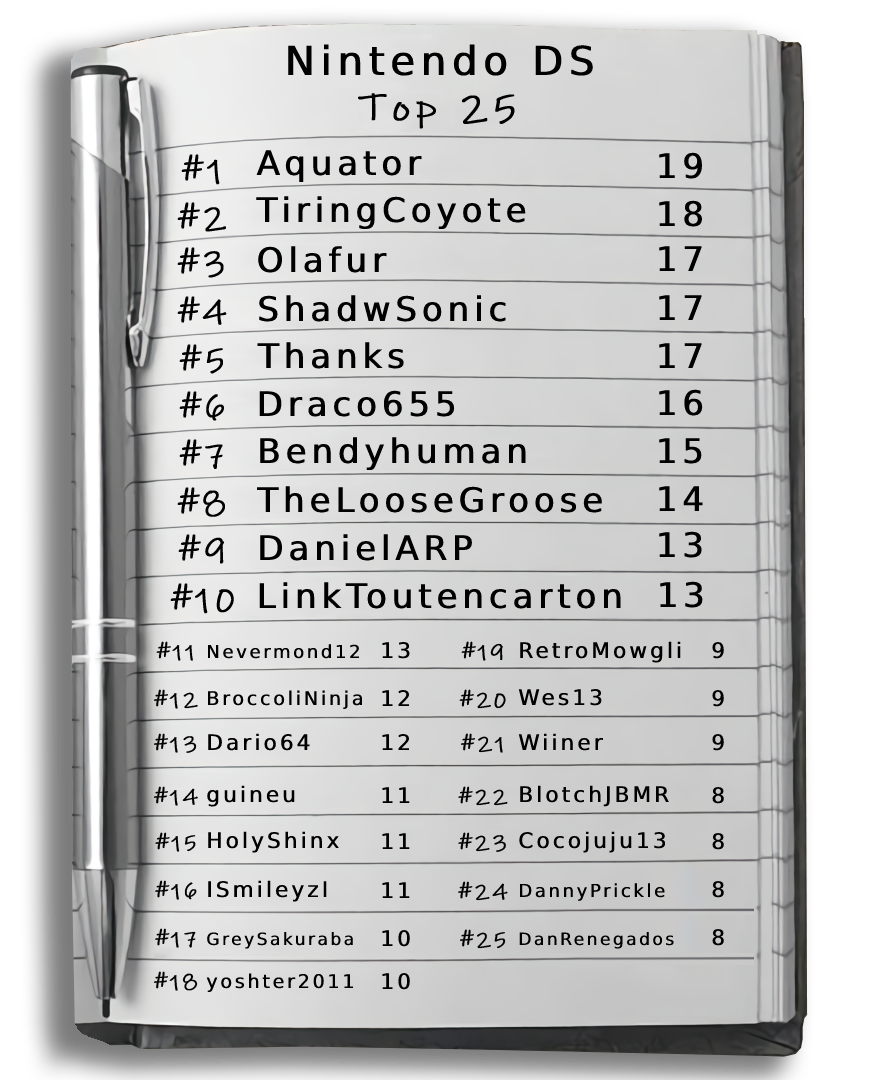 Nintendo DS
Top 25
#1 Aquator 19
#2 TiringCoyote 18
#3 Olafur 17
#4 ShadwSonic 17
#5 Thanks 17
#6 Draco655 16
#7 Bendyhuman 15
#8 TheLooseGroose 14
#9 DanielARP 13
#10 LinkToutencarton 13
#11 Nevermond12 13
#12 BroccoliNinja 12
#13 Dario64 12
#14 guineu 11
#15 HolyShinx 11
#16 ISmileyzI 11
#17 GreySakuraba 10
#18 yoshter2011 10
#19 RetroMowgli 9
#20 Wes13 9
#21 Wiiner 9
#22 BlotchJBMR 8
#23 Cocojuju13 8
#24 DannyPrickle 8
#25 DanRenegados 8